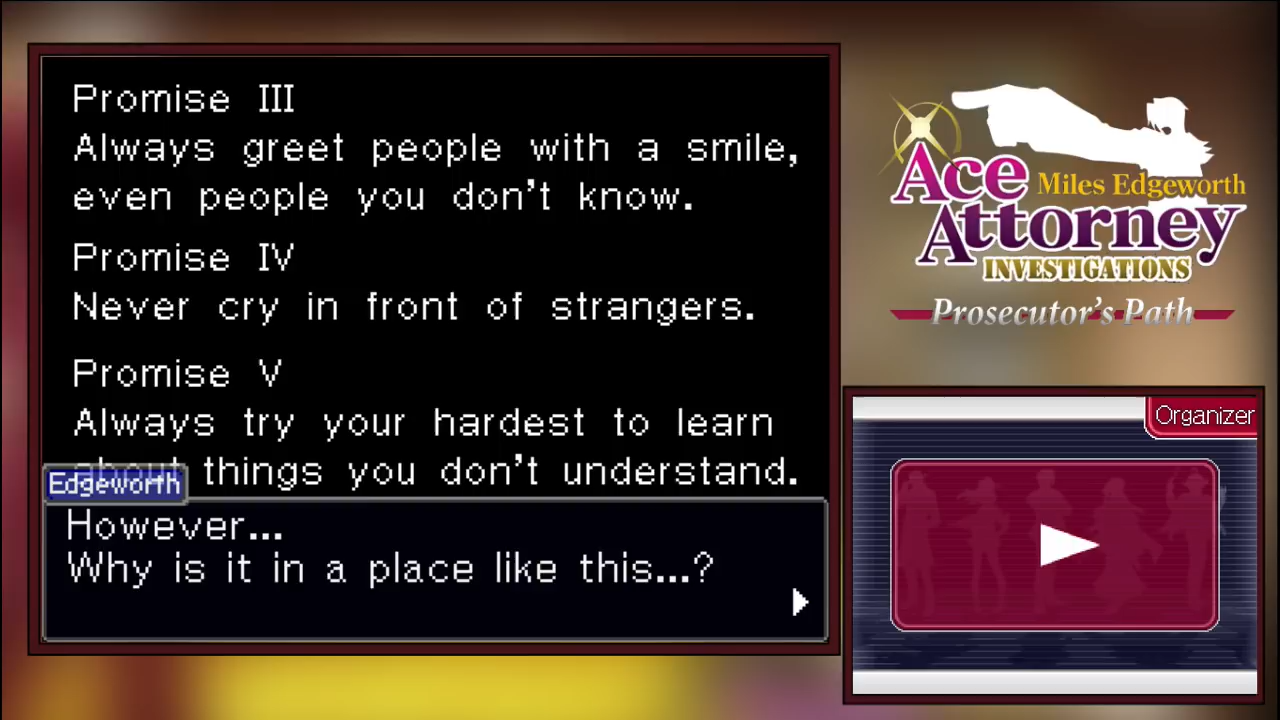 Promise III
Always greet people with a smile,
even people you don't know.
Promise IV
Never cry in front of strangers.
Promise V
Always try your hardest to learn
about things you don't understand.
Edgeworth
However...
Why is it in a place like this...?
Ace
Miles Edgeworth
Attorney
INVESTIGATIONS
Prosecutor's Path
Organizer